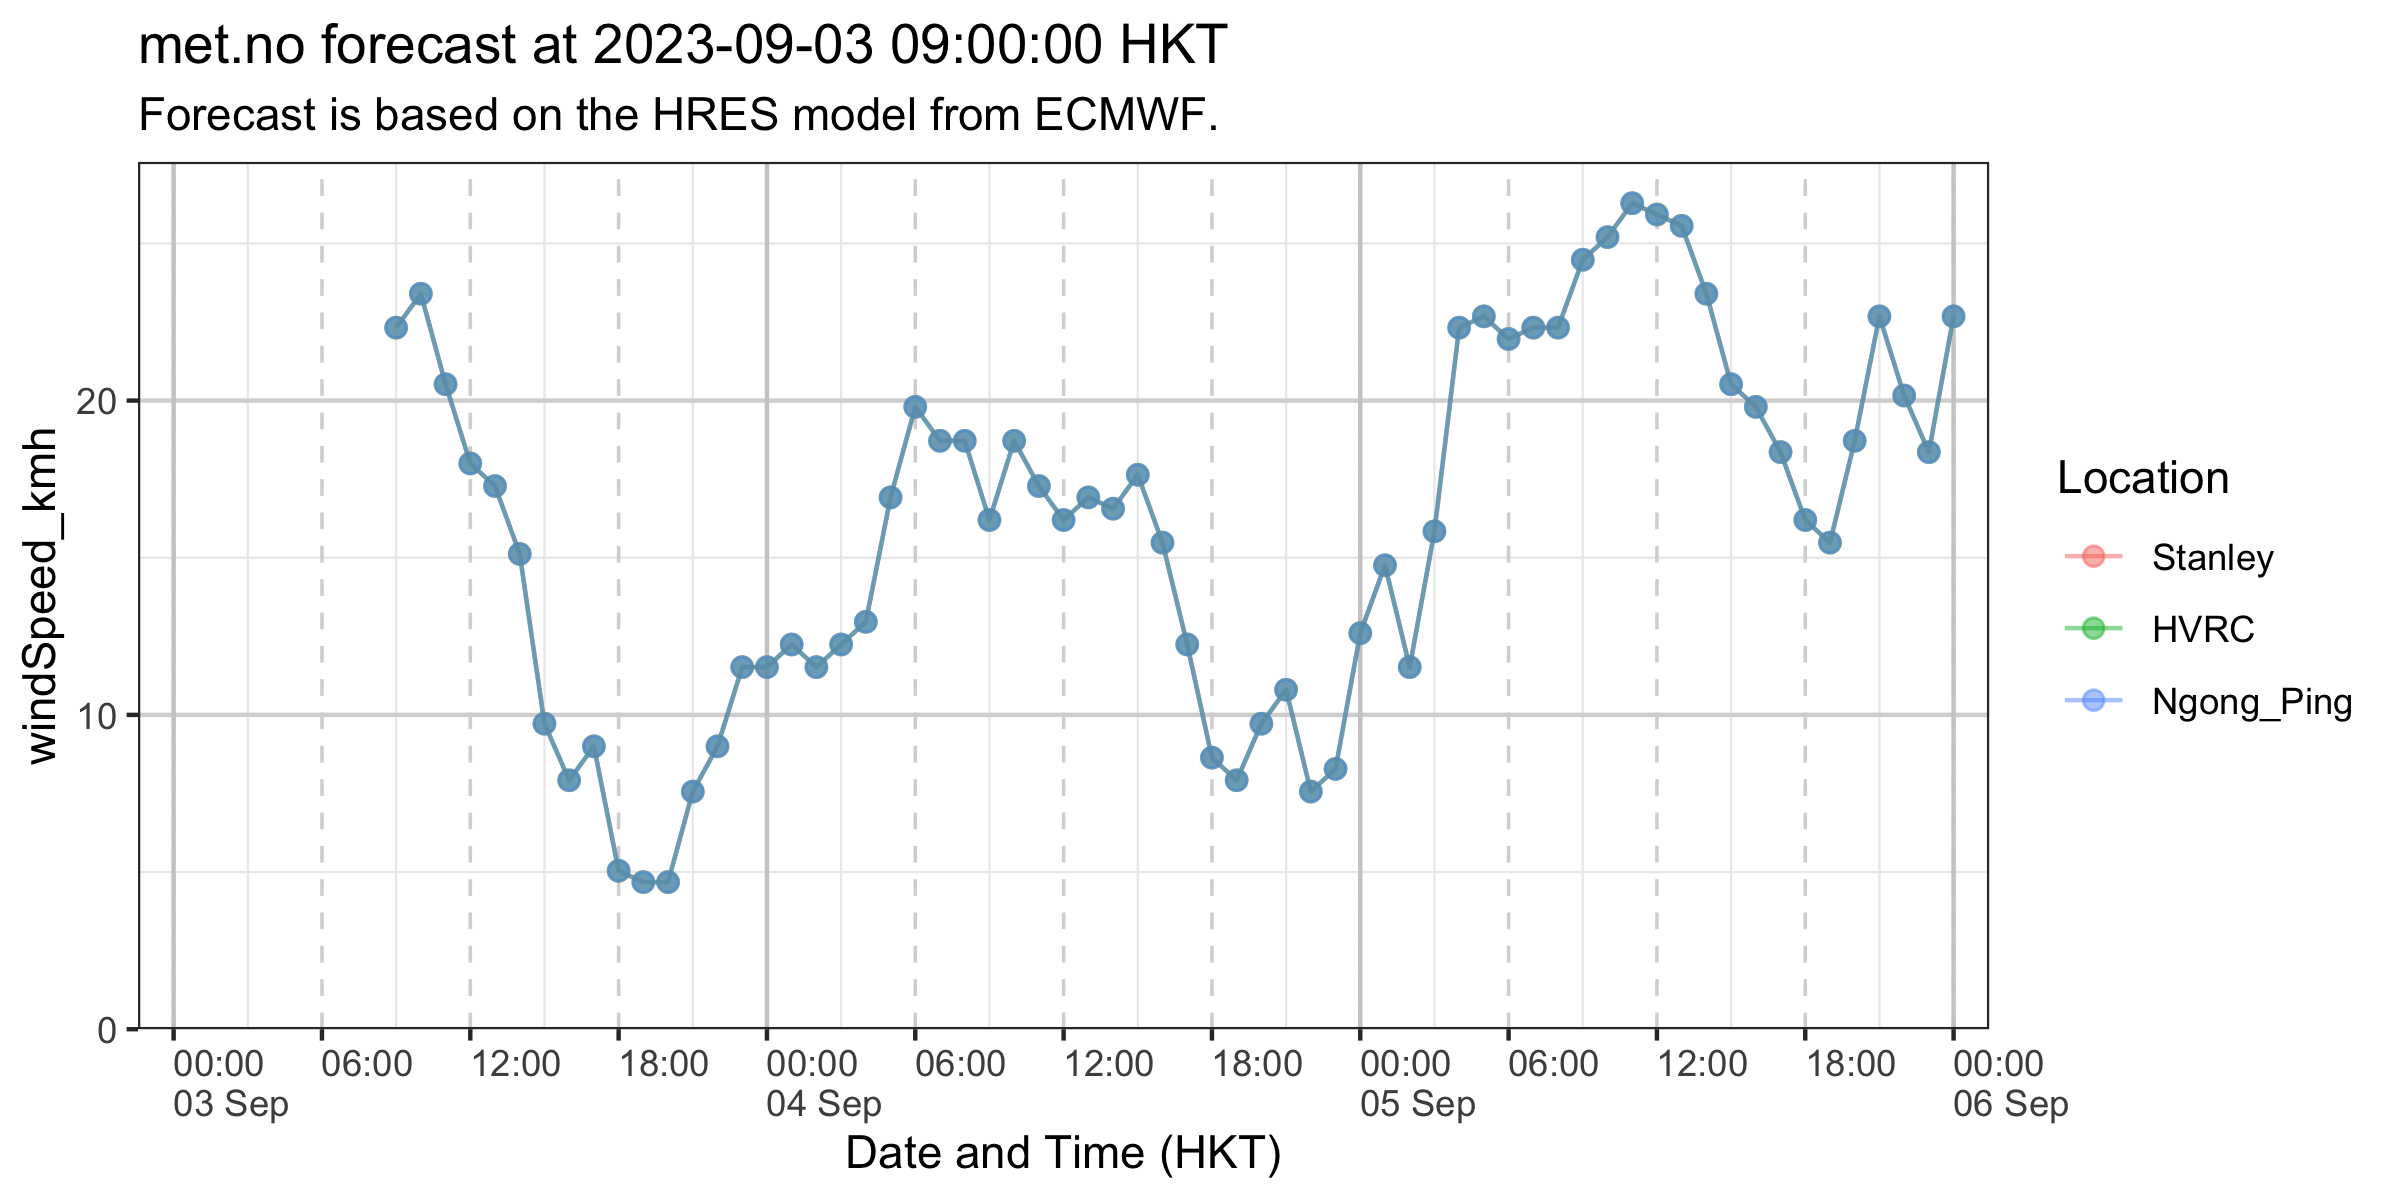 met.no forecast at 2023-09-03 09:00:00 HKT
Forecast is based on the HRES model from ECMWF.
windSpeed_kmh
20
10
0
00:00 06:00 12:00 18:00 00:00 06:00 12:00 18:00 00:00 06:00 12:00 18:00 00:00
03 Sep 04 Sep 05 Sep 06 Sep
Date and Time (HKT)
Location
Stanley
HVRC
Ngong_Ping